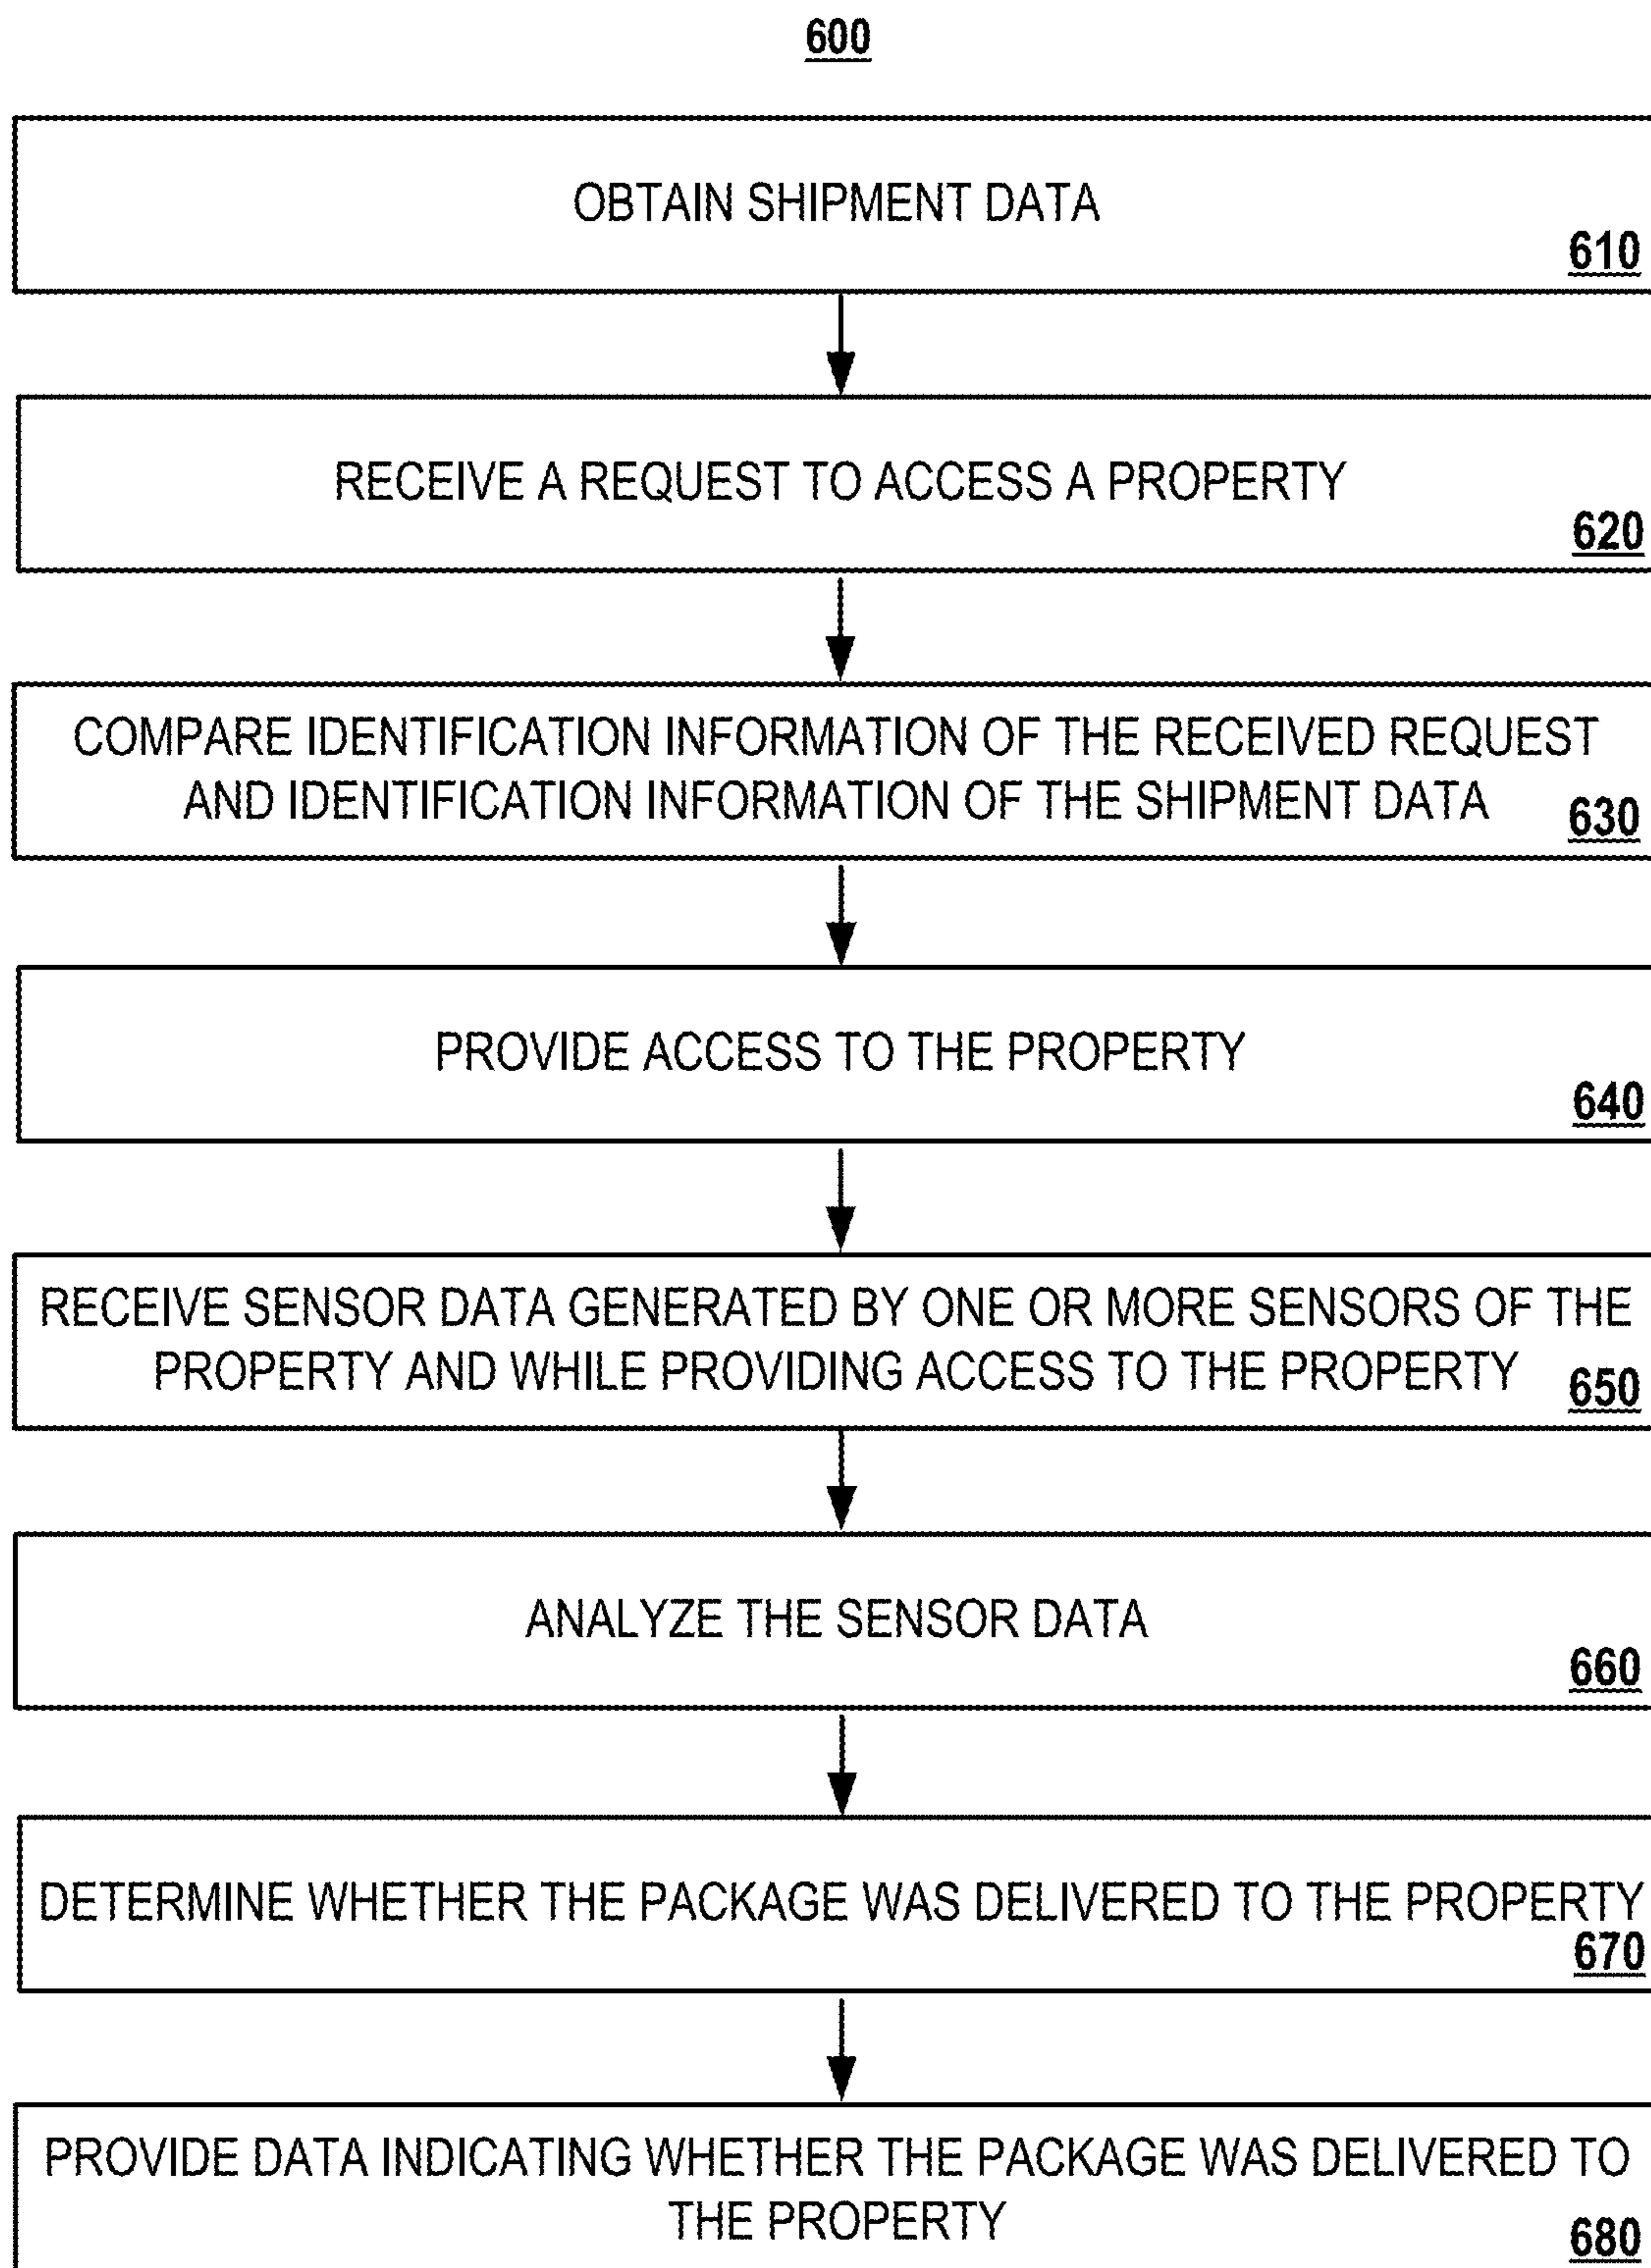 600
OBTAIN SHIPMENT DATA
610
RECEIVE A REQUEST TO ACCESS A PROPERTY
620
COMPARE IDENTIFICATION INFORMATION OF THE RECEIVED REQUEST
AND IDENTIFICATION INFORMATION OF THE SHIPMENT DATA
630
PROVIDE ACCESS TO THE PROPERTY
640
RECEIVE SENSOR DATA GENERATED BY ONE OR MORE SENSORS OF THE
PROPERTY AND WHILE PROVIDING ACCESS TO THE PROPERTY
650
ANALYZE THE SENSOR DATA
660
DETERMINE WHETHER THE PACKAGE WAS DELIVERED TO THE PROPERTY
670
PROVIDE DATA INDICATING WHETHER THE PACKAGE WAS DELIVERED TO
THE PROPERTY
680